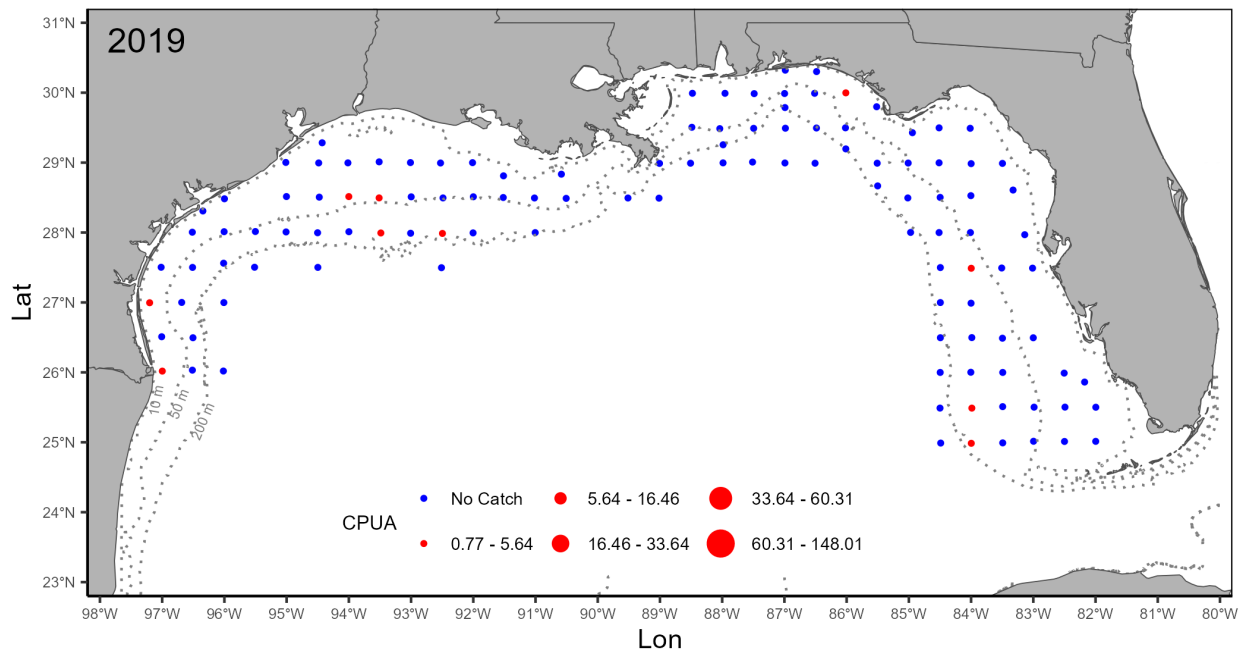 2019
31°N
30°N
29°N
28°N
27°N
26°N
25°N
24°N
23°N
Lat
10 m
50 m
200 m
CPUA
No Catch
5.64 - 16.46
33.64 - 60.31
0.77 - 5.64
16.46 - 33.64
60.31 - 148.01
98°W 97°W 96°W 95°W 94°W 93°W 92°W 91°W 90°W 89°W 88°W 87°W 86°W 85°W 84°W 83°W 82°W 81°W 80°W
Lon